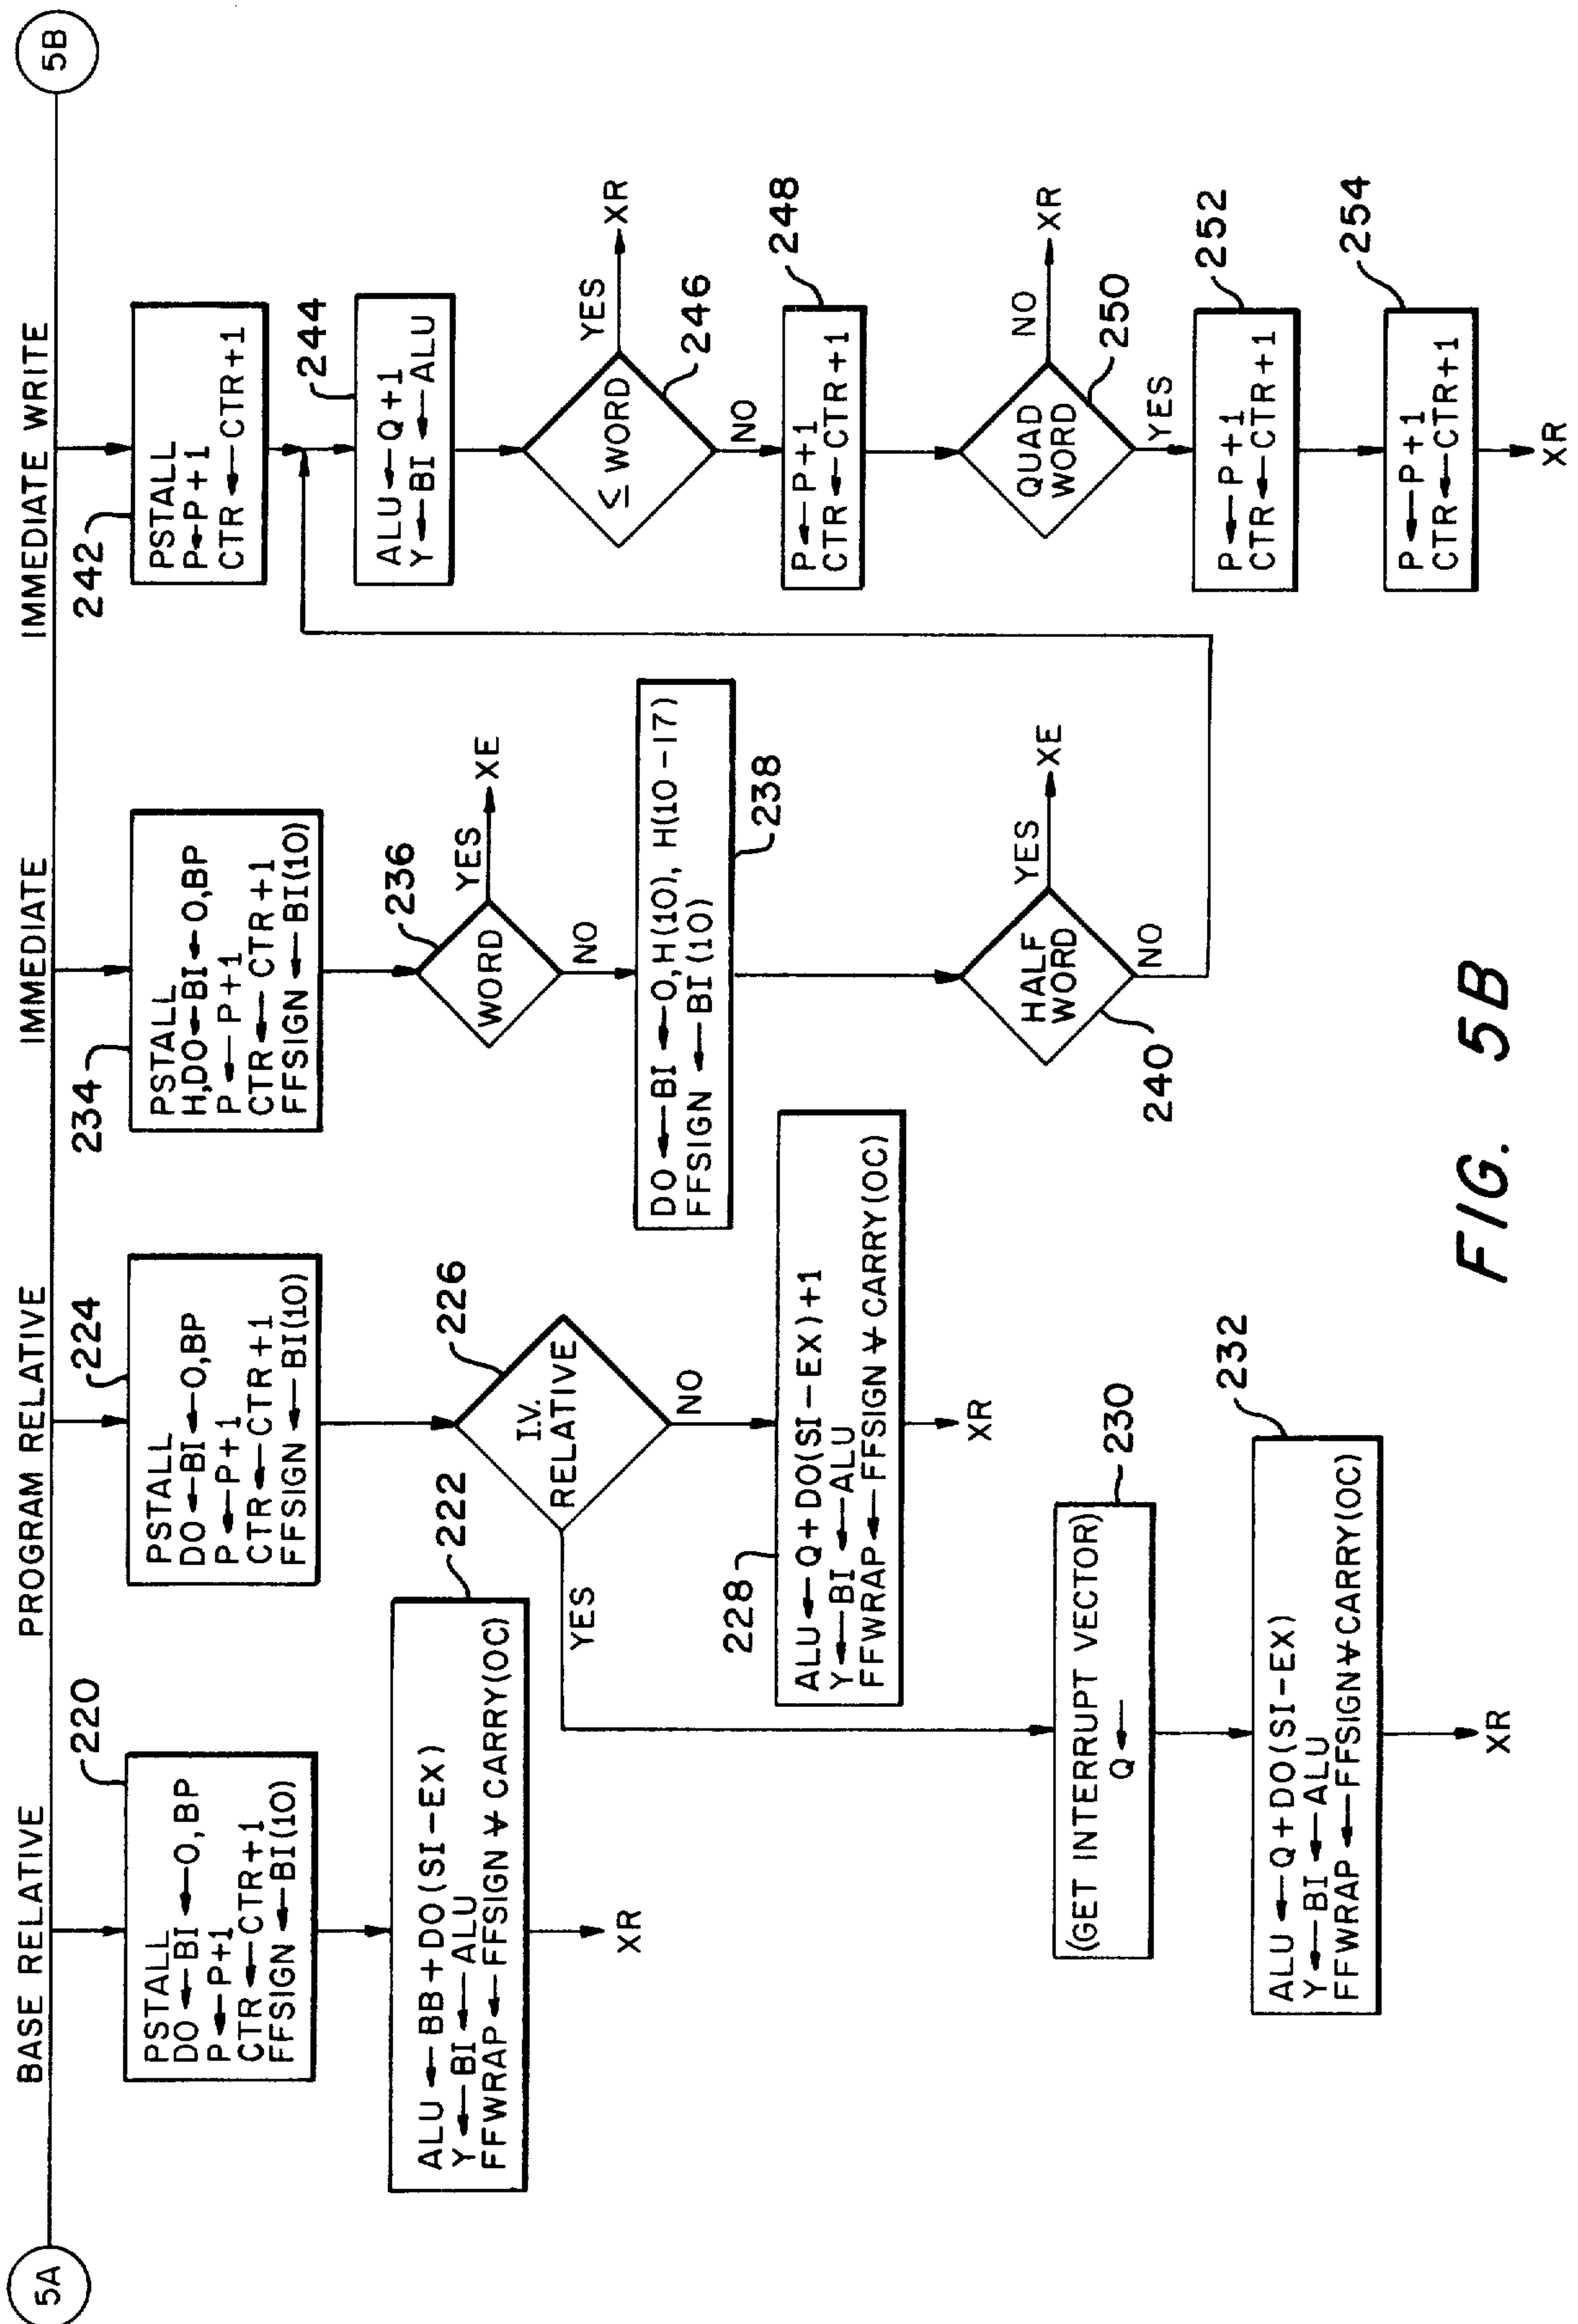 5A
BASE RELATIVE
PROGRAM RELATIVE
IMMEDIATE
IMMEDIATE WRITE
5B
220
PSTALL
DO←BI←0,BP
P←P+1
CTR←CTR+1
FFSIGN←BI(10)
222
ALU←BB+DO(SI-EX)
Y←BI←ALU
FFWRAP←FFSIGN ⊻ CARRY(OC)
XR
224
PSTALL
DO←BI←0,BP
P←P+1
CTR←CTR+1
FFSIGN←BI(10)
226
I.V.
RELATIVE
YES
NO
228
ALU←Q+DO(SI-EX)+1
Y←BI←ALU
FFWRAP←FFSIGN ⊻ CARRY(OC)
XR
230
(GET INTERRUPT VECTOR)
Q←
232
ALU←Q+DO(SI-EX)
Y←BI←ALU
FFWRAP←FFSIGN⊻CARRY(OC)
XR
234
PSTALL
H,DO←BI←0,BP
P←P+1
CTR←CTR+1
FFSIGN←BI(10)
236
WORD
YES
XE
NO
238
DO←BI←0,H(10), H(10-17)
FFSIGN←BI(10)
HALF
WORD
240
YES
XE
NO
242
PSTALL
P←P+1
CTR←CTR+1
244
ALU←Q+1
Y←BI←ALU
≤ WORD
246
YES
XR
NO
248
P←P+1
CTR←CTR+1
QUAD
WORD
250
NO
XR
YES
252
P←P+1
CTR←CTR+1
254
P←P+1
CTR←CTR+1
XR
FIG. 5B